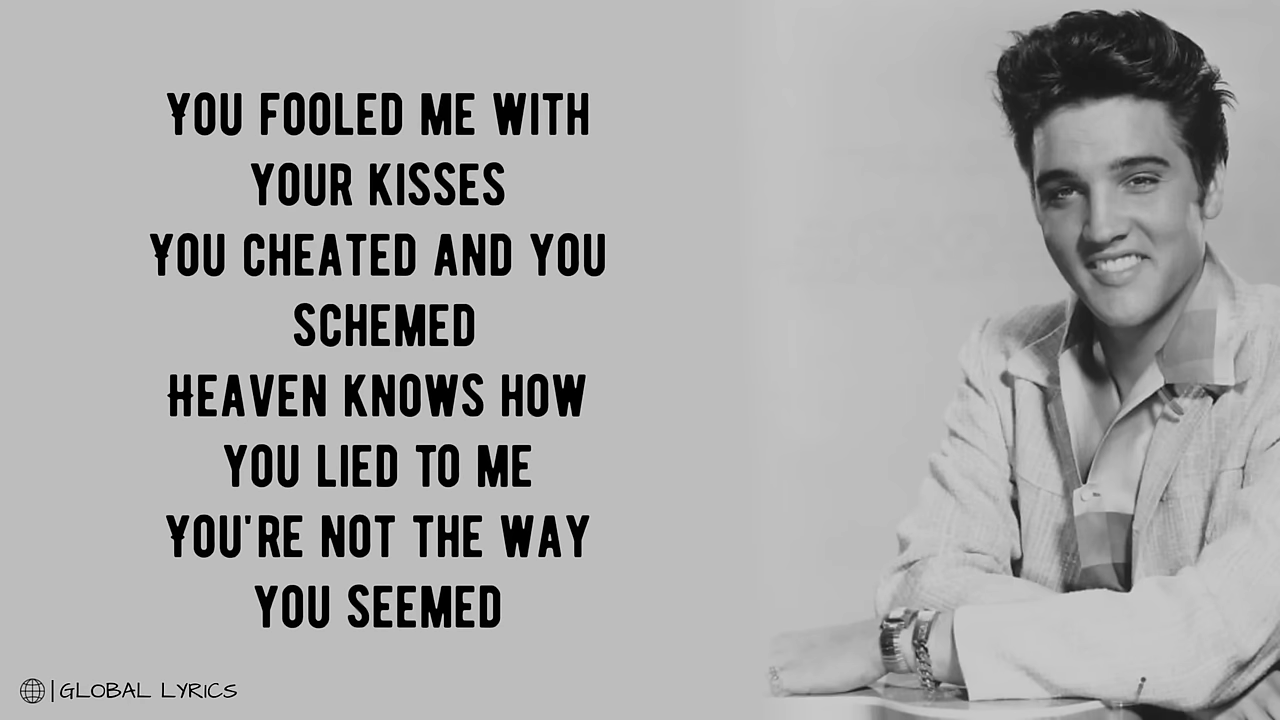 You fooled me with
your kisses
You cheated and you
schemed
Heaven knows how
you lied to me
You're not the way
you seemed
|GLOBAL LYRICS